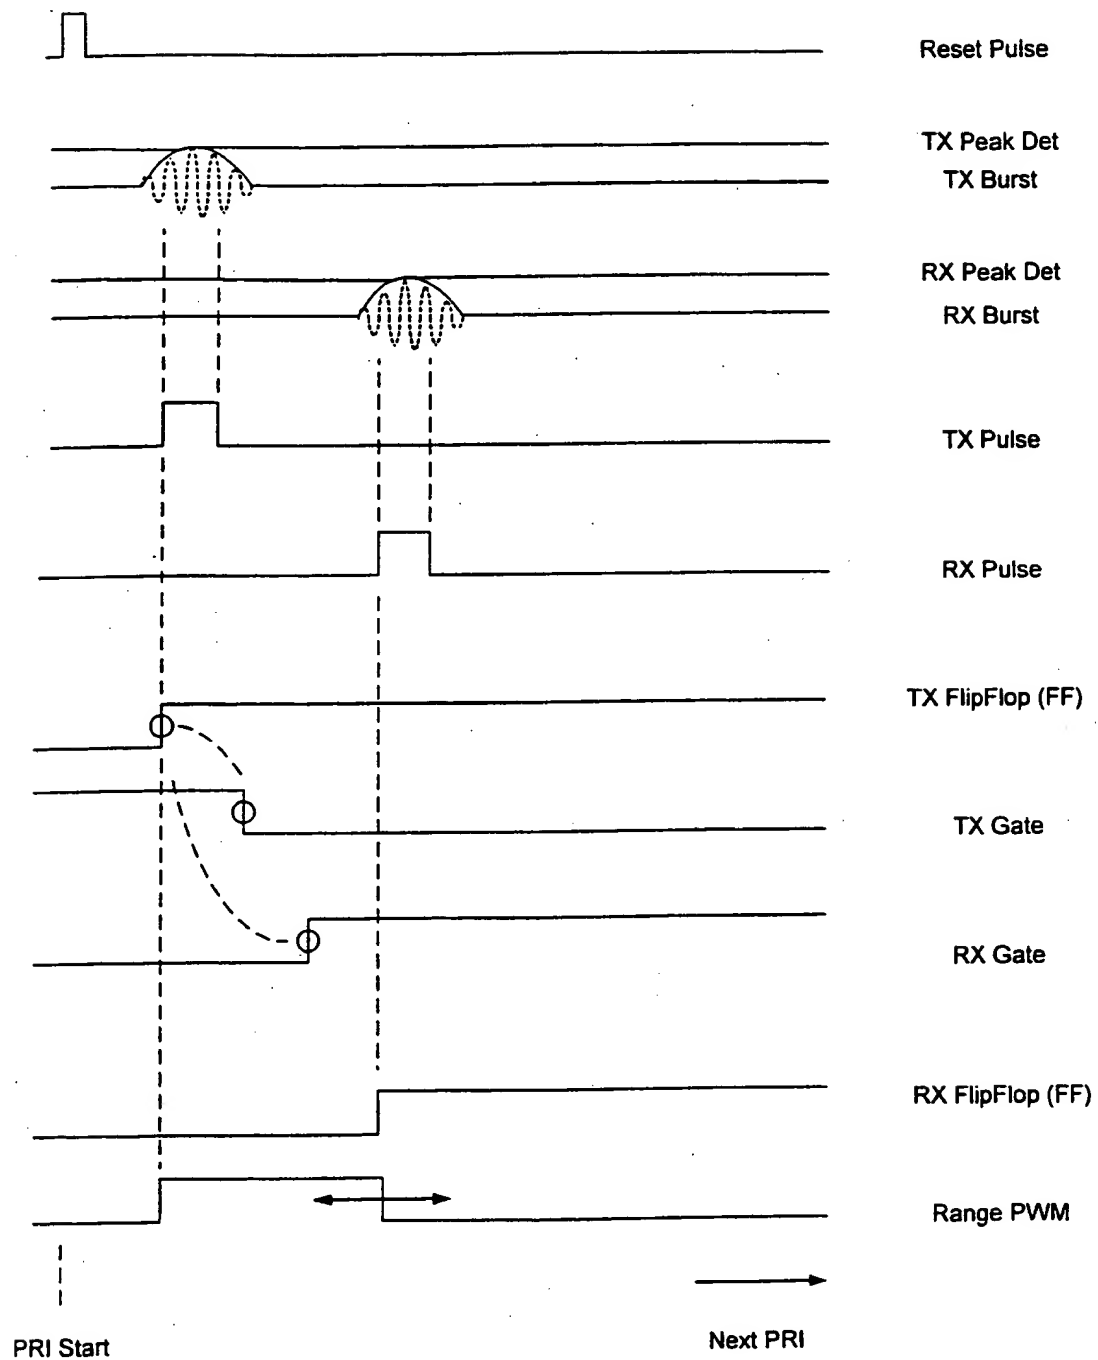 Reset Pulse
TX Peak Det
TX Burst
RX Peak Det
RX Burst
TX Pulse
RX Pulse
TX FlipFlop (FF)
TX Gate
RX Gate
RX FlipFlop (FF)
Range PWM
PRI Start
Next PRI